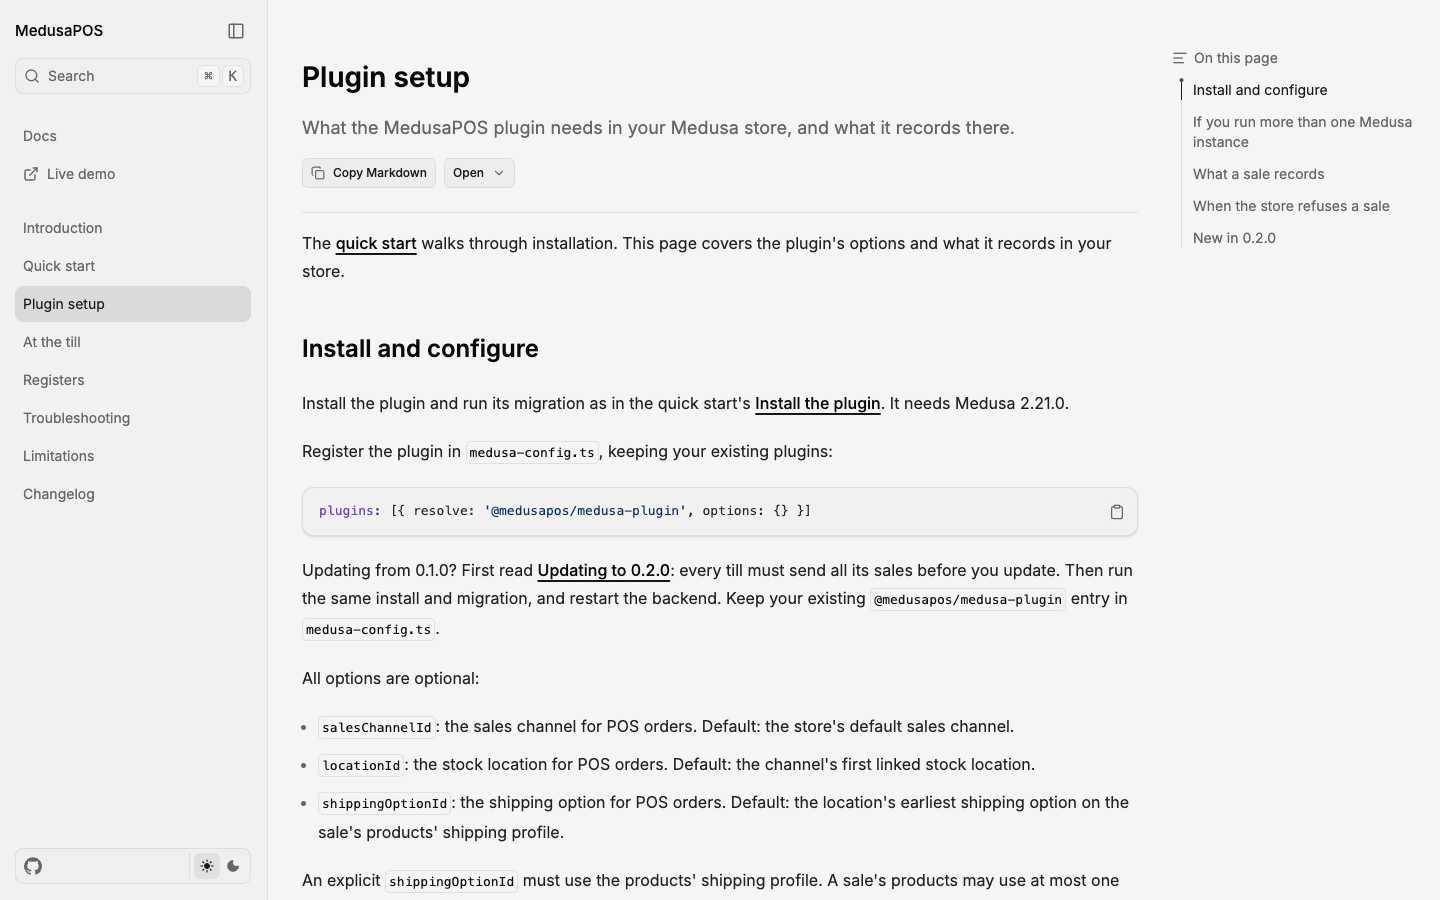 MedusaPOS
Search
⌘ K
Docs
Live demo
Introduction
Quick start
Plugin setup
At the till
Registers
Troubleshooting
Limitations
Changelog
Plugin setup
What the MedusaPOS plugin needs in your Medusa store, and what it records there.
Copy Markdown
Open
The quick start walks through installation. This page covers the plugin's options and what it records in your
store.
Install and configure
Install the plugin and run its migration as in the quick start's Install the plugin. It needs Medusa 2.21.0.
Register the plugin in medusa-config.ts, keeping your existing plugins:
plugins: [{ resolve: '@medusapos/medusa-plugin', options: {} }]
Updating from 0.1.0? First read Updating to 0.2.0: every till must send all its sales before you update. Then run
the same install and migration, and restart the backend. Keep your existing @medusapos/medusa-plugin entry in
medusa-config.ts.
All options are optional:
• salesChannelId: the sales channel for POS orders. Default: the store's default sales channel.
• locationId: the stock location for POS orders. Default: the channel's first linked stock location.
• shippingOptionId: the shipping option for POS orders. Default: the location's earliest shipping option on the
sale's products' shipping profile.
An explicit shippingOptionId must use the products' shipping profile. A sale's products may use at most one
On this page
Install and configure
If you run more than one Medusa
instance
What a sale records
When the store refuses a sale
New in 0.2.0